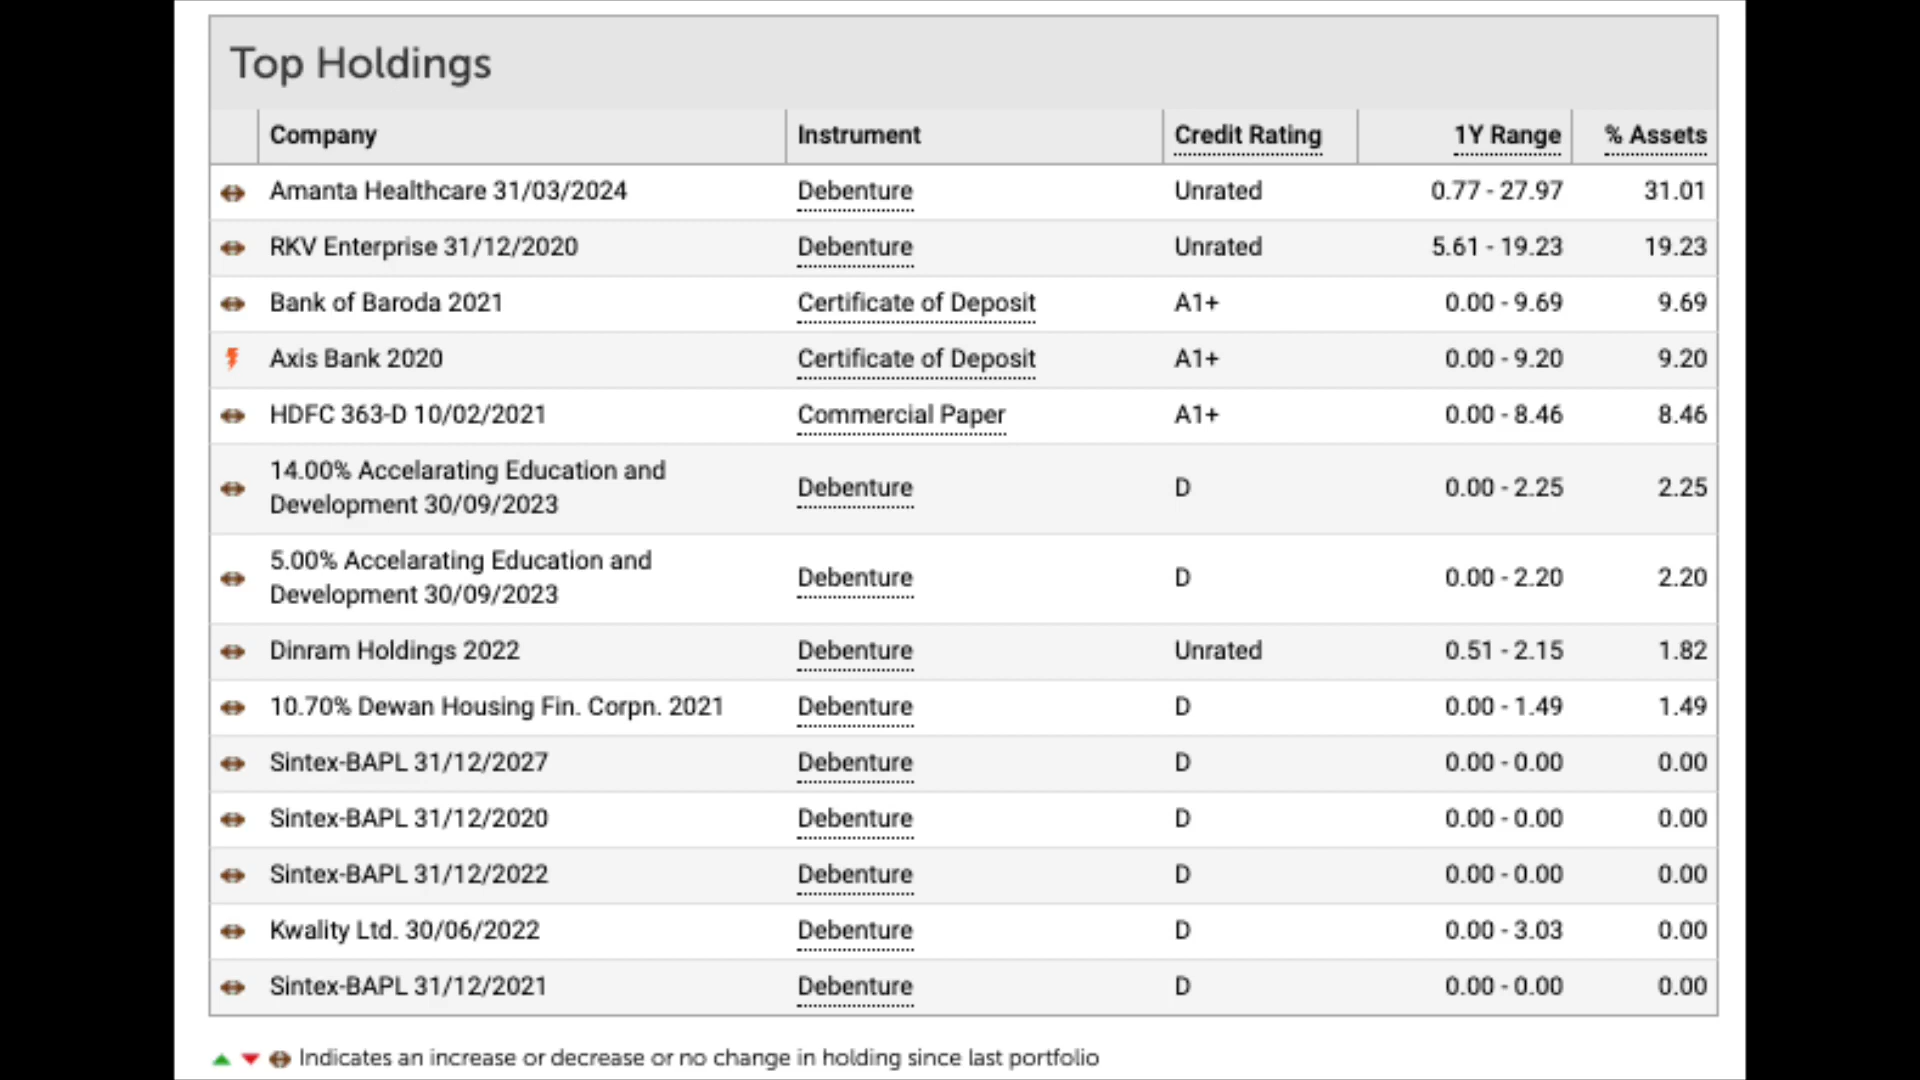 Top Holdings
Company Instrument Credit Rating 1Y Range % Assets
Amanta Healthcare 31/03/2024 Debenture Unrated 0.77 - 27.97 31.01
RKV Enterprise 31/12/2020 Debenture Unrated 5.61 - 19.23 19.23
Bank of Baroda 2021 Certificate of Deposit A1+ 0.00 - 9.69 9.69
Axis Bank 2020 Certificate of Deposit A1+ 0.00 - 9.20 9.20
HDFC 363-D 10/02/2021 Commercial Paper A1+ 0.00 - 8.46 8.46
14.00% Accelarating Education and
Development 30/09/2023 Debenture D 0.00 - 2.25 2.25
5.00% Accelarating Education and
Development 30/09/2023 Debenture D 0.00 - 2.20 2.20
Dinram Holdings 2022 Debenture Unrated 0.51 - 2.15 1.82
10.70% Dewan Housing Fin. Corpn. 2021 Debenture D 0.00 - 1.49 1.49
Sintex-BAPL 31/12/2027 Debenture D 0.00 - 0.00 0.00
Sintex-BAPL 31/12/2020 Debenture D 0.00 - 0.00 0.00
Sintex-BAPL 31/12/2022 Debenture D 0.00 - 0.00 0.00
Kwality Ltd. 30/06/2022 Debenture D 0.00 - 3.03 0.00
Sintex-BAPL 31/12/2021 Debenture D 0.00 - 0.00 0.00
Indicates an increase or decrease or no change in holding since last portfolio